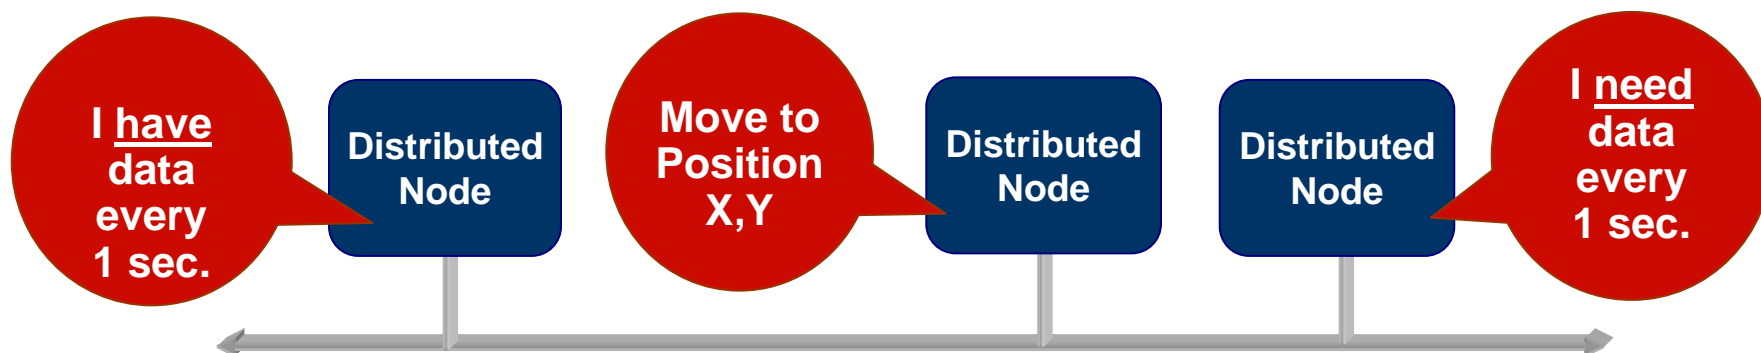 I have
data
every
1 sec.
Distributed
Node
Move to
Position
X,Y
Distributed
Node
Distributed
Node
I need
data
every
1 sec.